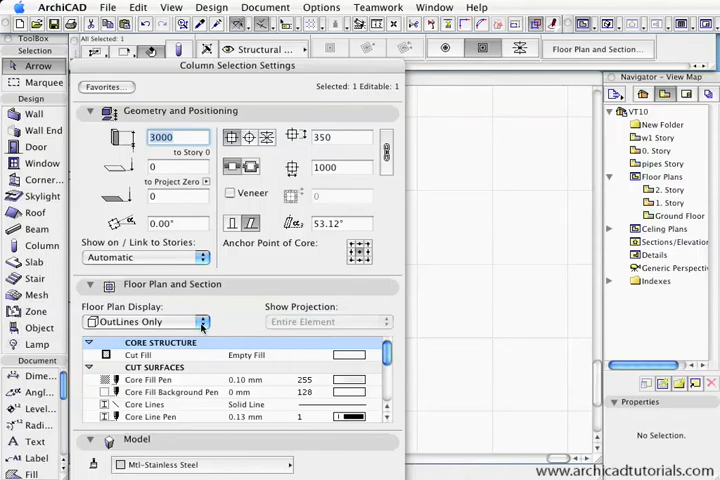 ArchiCAD File Edit View Design Document Options Teamwork Window Help
ToolBox
Selection
Arrow
Marquee
Design
Wall
Wall End
Door
Window
Corner...
Skylight
Roof
Beam
Column
Slab
Stair
Mesh
Zone
Object
Lamp
Document
Dime...
Angl...
Level...
Radi...
Text
Label
Fill
All Selected: 1
Structural ...
Floor Plan and Section...
Column Selection Settings
Favorites...
Selected: 1 Editable: 1
Geometry and Positioning
3000
to Story 0
0
to Project Zero
0
0.00°
350
1000
Veneer
0
53.12°
Show on / Link to Stories:
Automatic
Anchor Point of Core:
Floor Plan and Section
Floor Plan Display:
OutLines Only
Show Projection:
Entire Element
CORE STRUCTURE
Cut Fill Empty Fill
CUT SURFACES
Core Fill Pen 0.10 mm 255
Core Fill Background Pen 0 mm 128
Core Lines Solid Line
Core Line Pen 0.13 mm 1
Model
Mtl-Stainless Steel
Navigator - View Map
VT10
New Folder
w1 Story
0. Story
pipes Story
Floor Plans
2. Story
1. Story
Ground Floor
Ceiling Plans
Sections/Elevation
Details
Generic Perspecti
Indexes
Properties
No Selection.
www.archicadtutorials.com